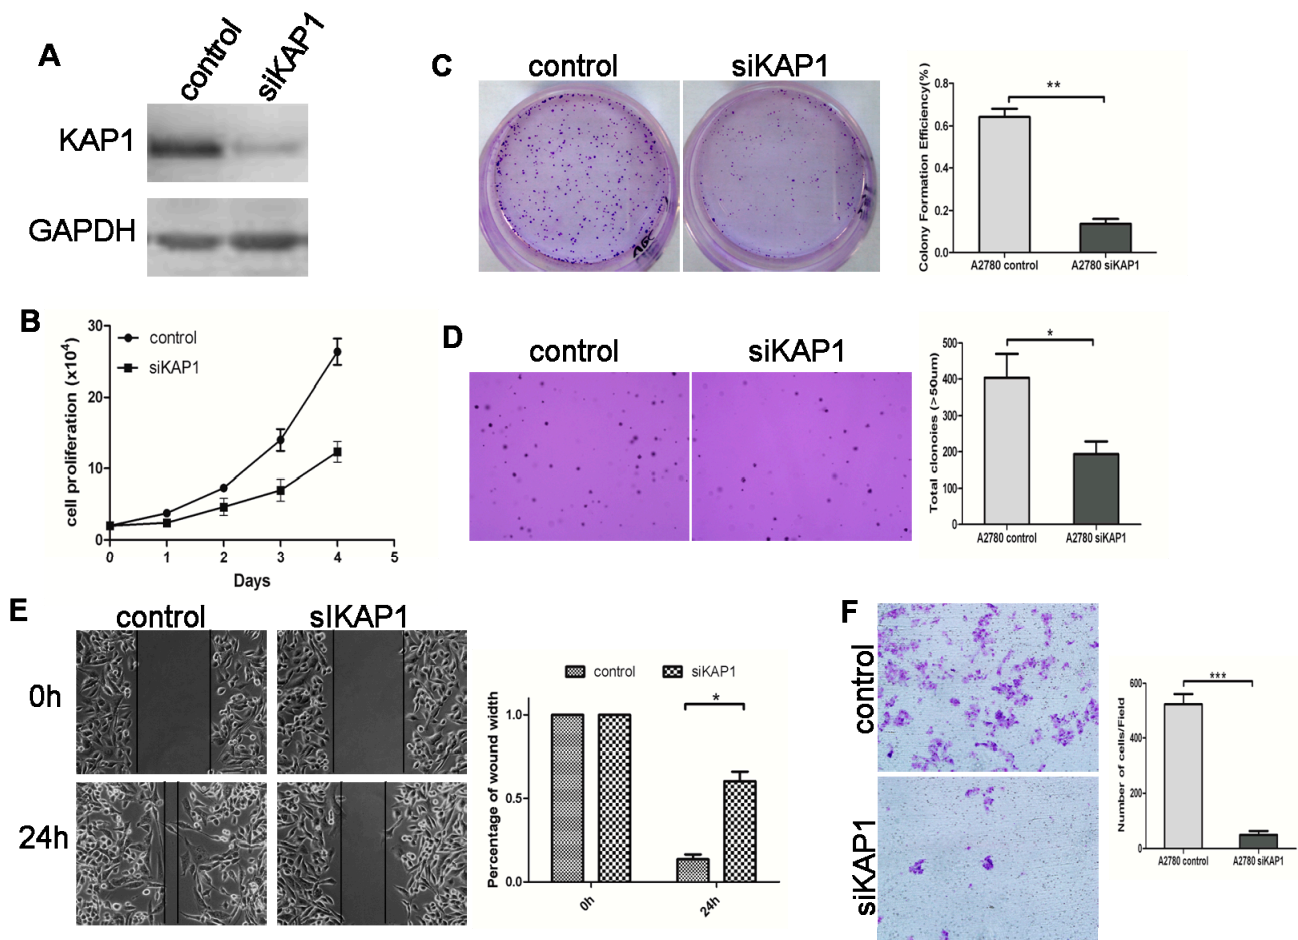 A
control
siKAP1
KAP1
GAPDH
B
cell proliferation (x10⁴)
30
20
10
0
control
siKAP1
0 1 2 3 4 5
Days
C
control
siKAP1
Colony Formation Efficiency(%)
0.8
0.6
0.4
0.2
0.0
**
A2780 control
A2780 siKAP1
D
control
siKAP1
Total clonoies (>50um)
500
400
300
200
100
0
*
A2780 control
A2780 siKAP1
E
control
sIKAP1
0h
24h
control
siKAP1
Percentage of wound width
1.0
0.5
0.0
*
0h
24h
F
control
siKAP1
Number of cells/Field
600
400
200
0
***
A2780 control
A2780 siKAP1